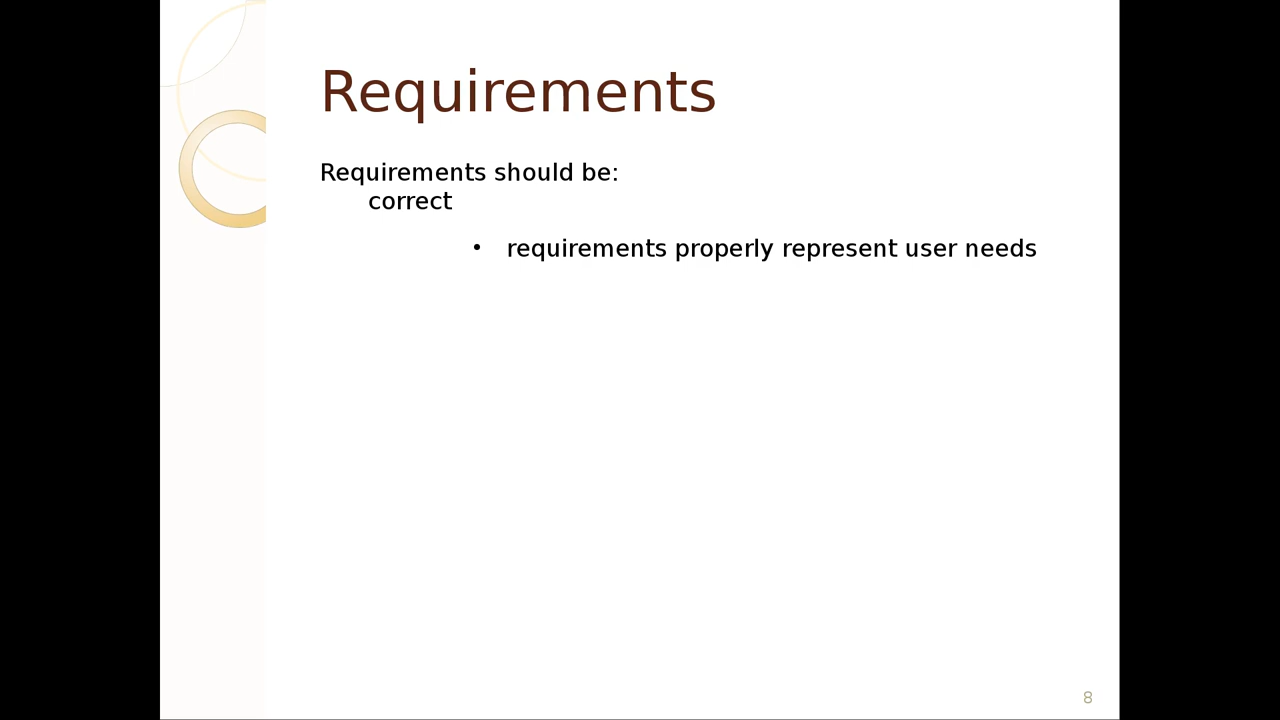 Requirements
Requirements should be:
correct
• requirements properly represent user needs
8